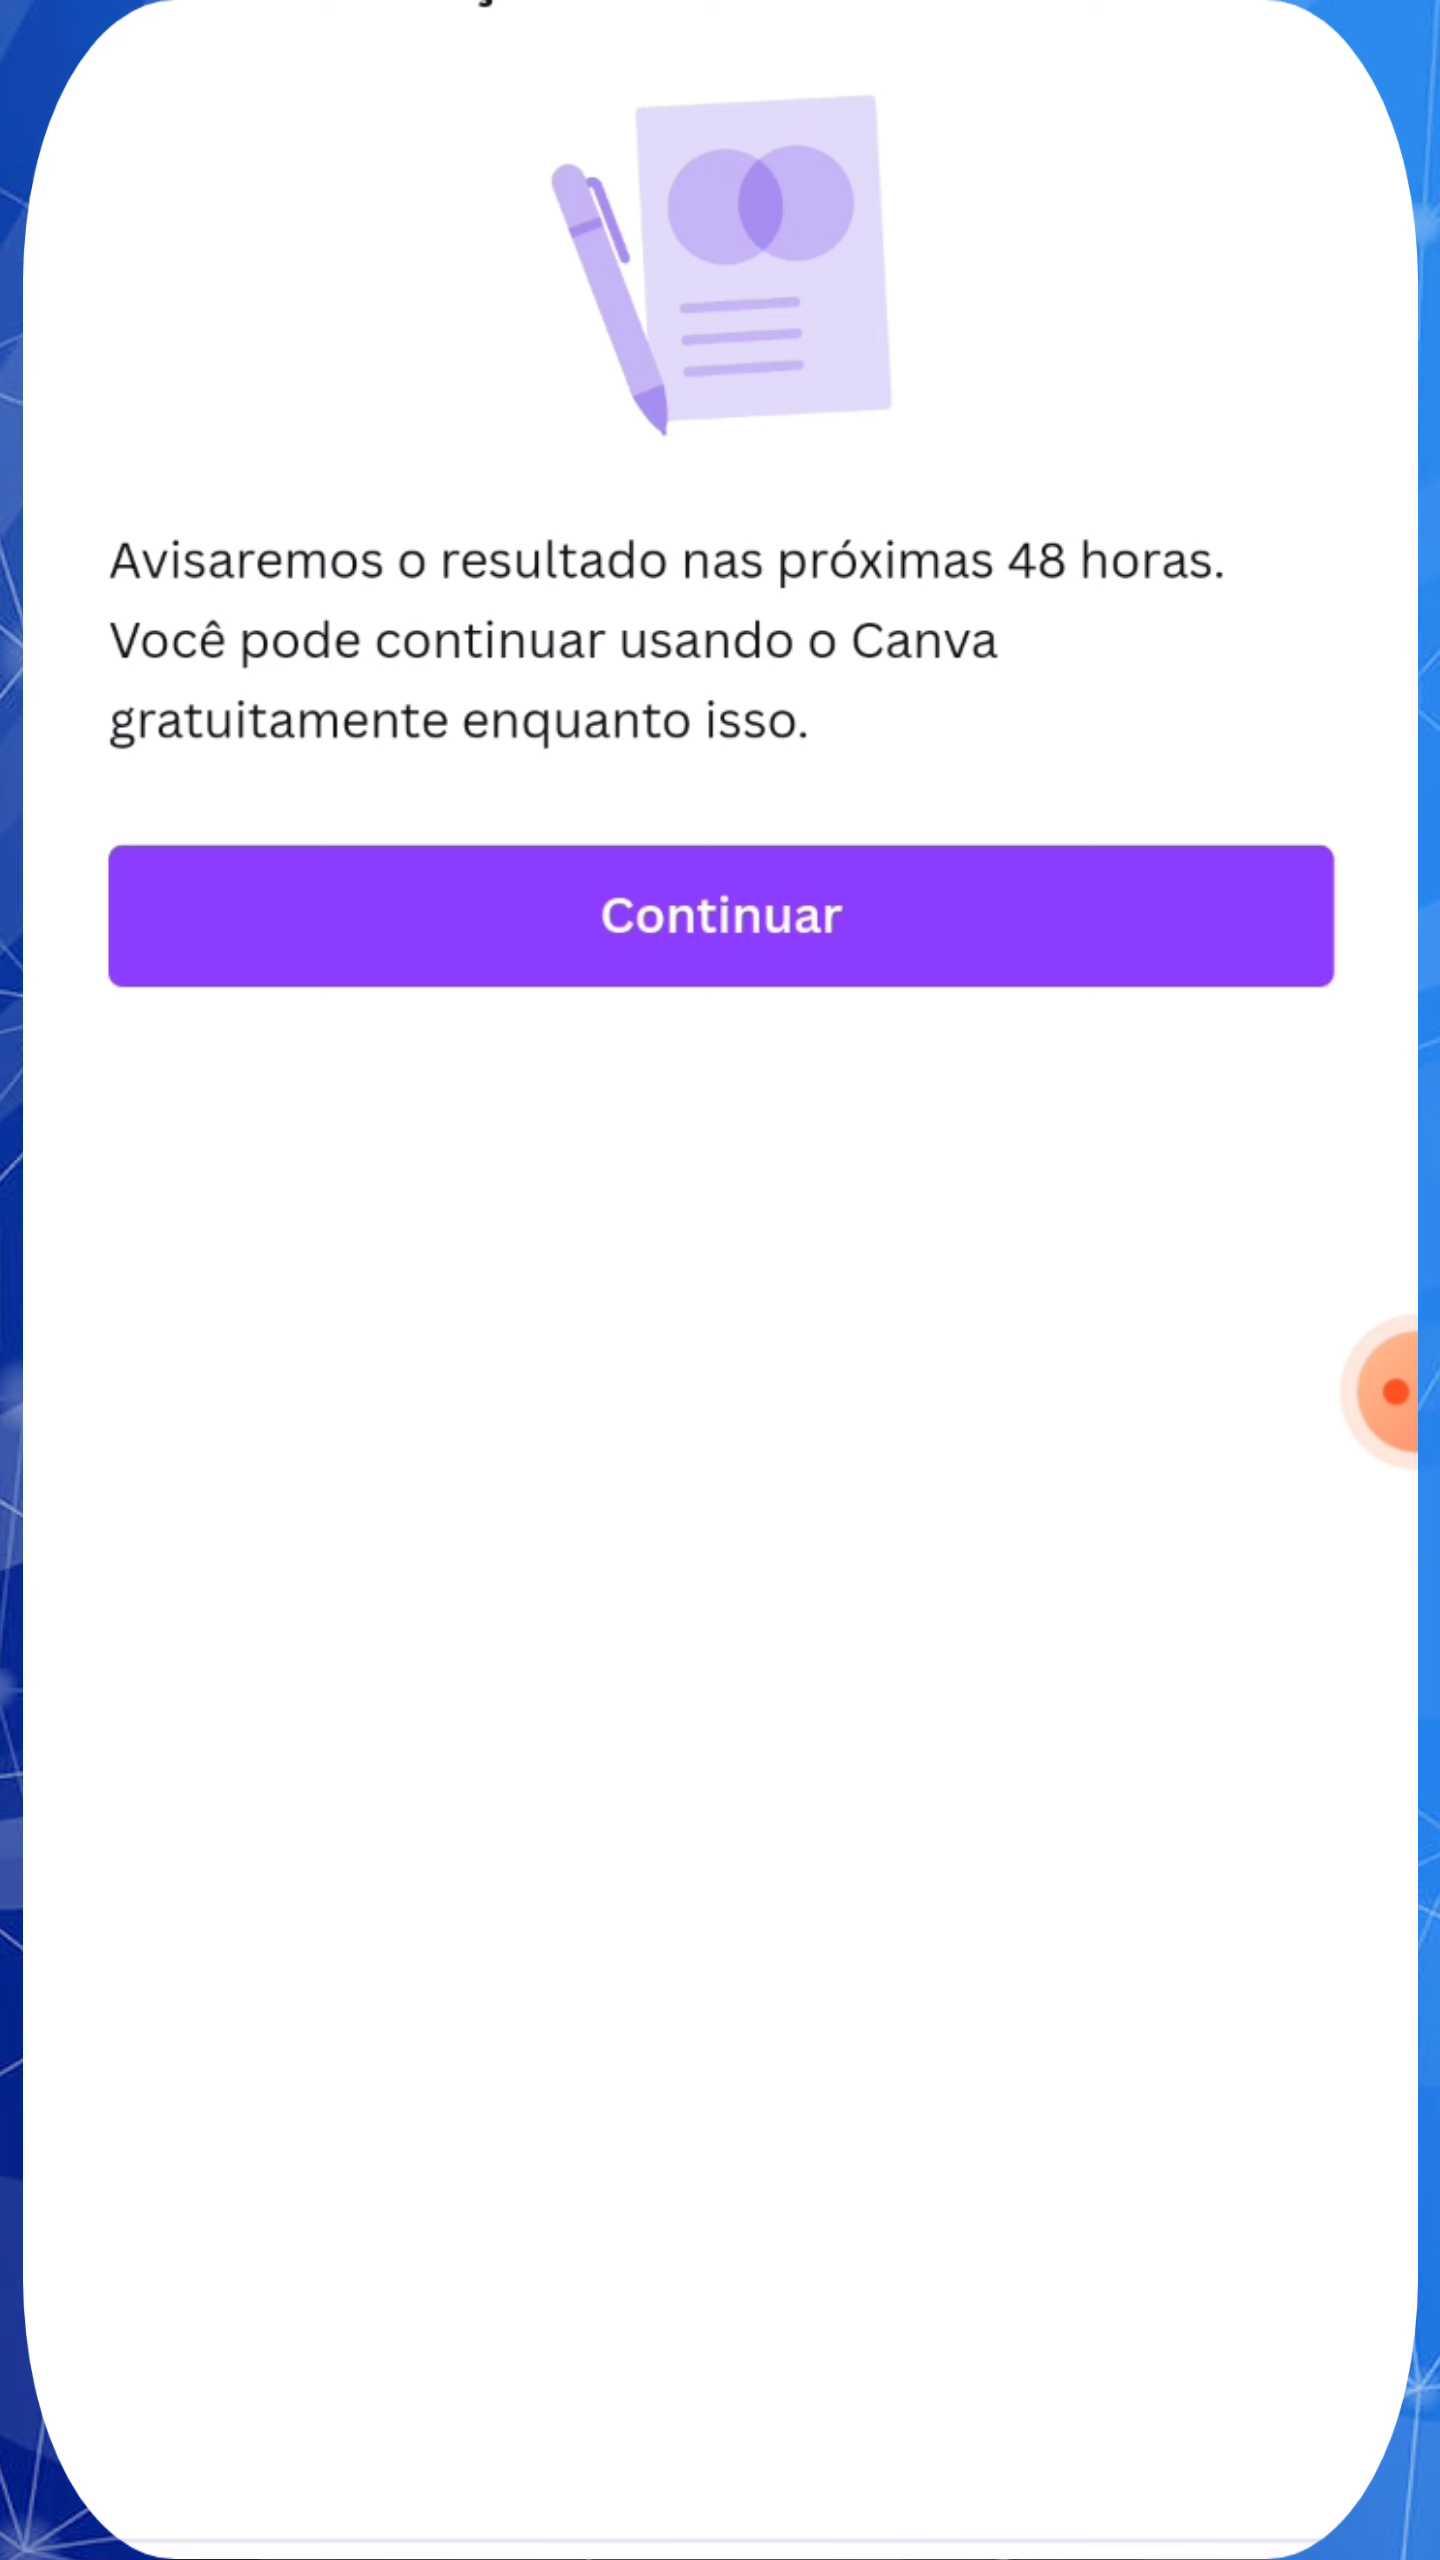 Avisaremos o resultado nas próximas 48 horas.
Você pode continuar usando o Canva
gratuitamente enquanto isso.
Continuar